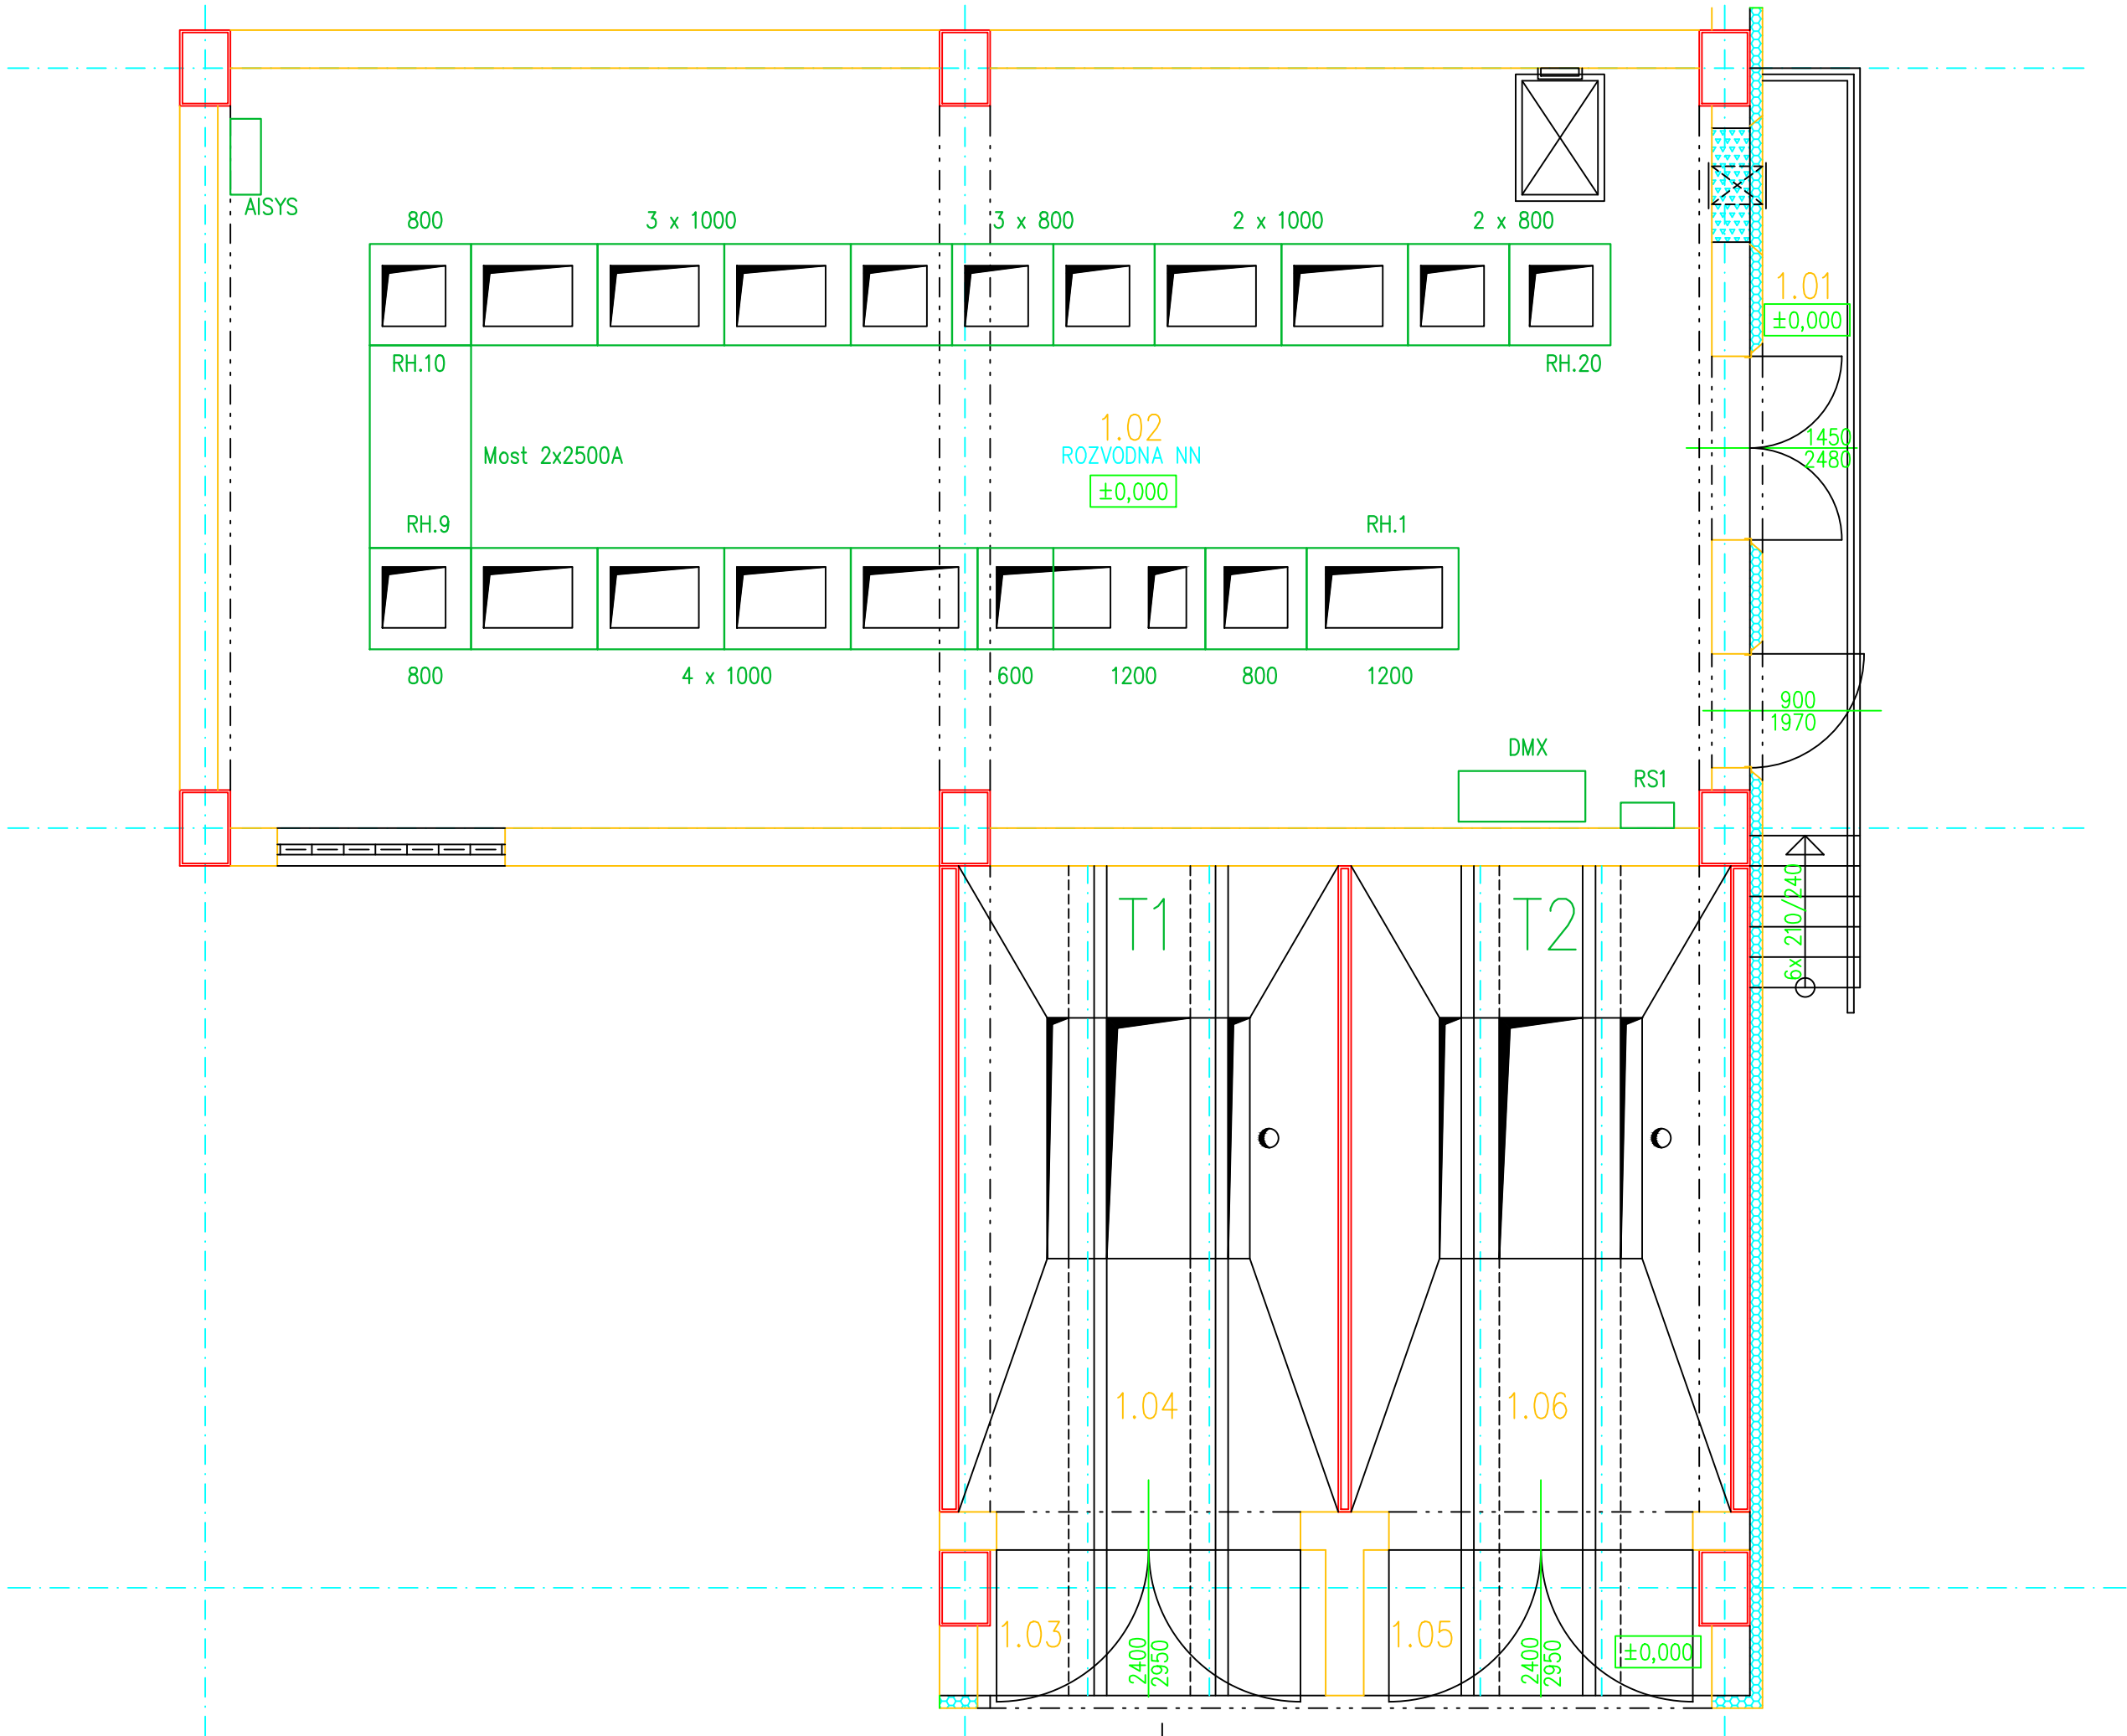 AISYS
800
3 x 1000
3 x 800
2 x 1000
2 x 800
1.01
±0,000
RH.10
RH.20
1.02
ROZVODNA NN
±0,000
Most 2x2500A
1450
2480
RH.9
RH.1
800
4 x 1000
600
1200
800
1200
900
1970
DMX
RS1
6x 210/240
T1
T2
1.04
1.06
1.03
2400
2950
1.05
2400
2950
±0,000